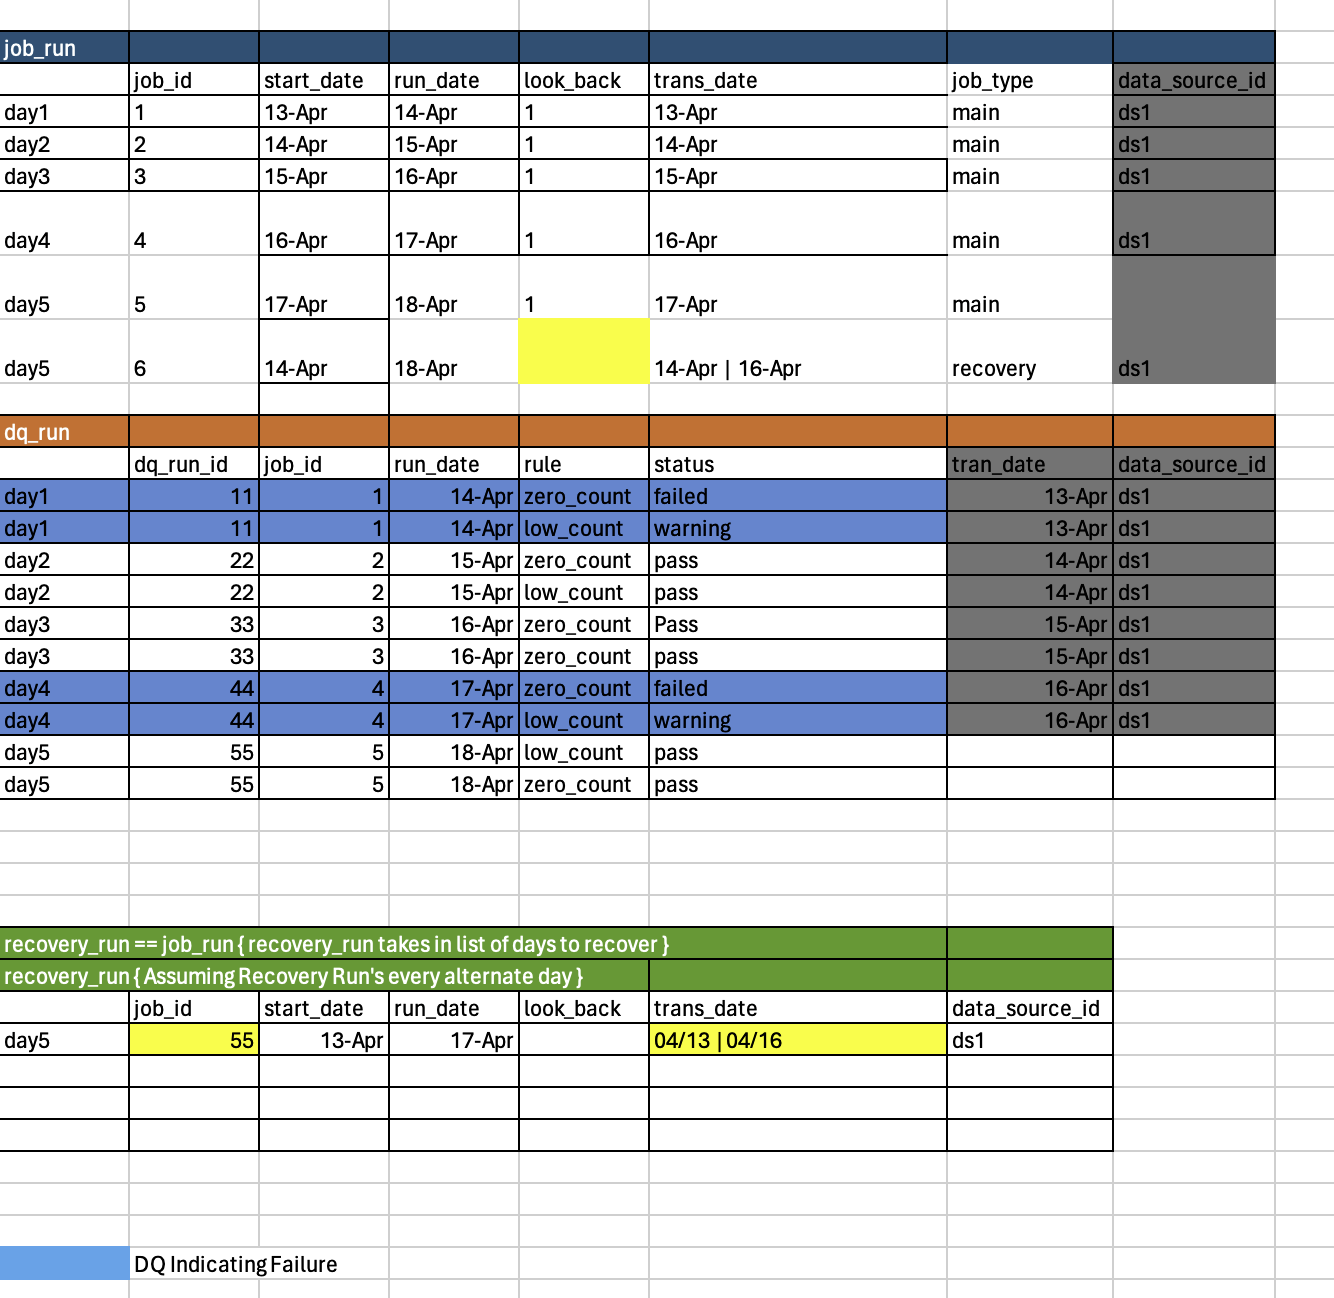 job_run
job_id start_date run_date look_back trans_date job_type data_source_id
day1 1 13-Apr 14-Apr 1 13-Apr main ds1
day2 2 14-Apr 15-Apr 1 14-Apr main ds1
day3 3 15-Apr 16-Apr 1 15-Apr main ds1
day4 4 16-Apr 17-Apr 1 16-Apr main ds1
day5 5 17-Apr 18-Apr 1 17-Apr main
day5 6 14-Apr 18-Apr 14-Apr | 16-Apr recovery ds1
dq_run
dq_run_id job_id run_date rule status tran_date data_source_id
day1 11 1 14-Apr zero_count failed 13-Apr ds1
day1 11 1 14-Apr low_count warning 13-Apr ds1
day2 22 2 15-Apr zero_count pass 14-Apr ds1
day2 22 2 15-Apr low_count pass 14-Apr ds1
day3 33 3 16-Apr zero_count Pass 15-Apr ds1
day3 33 3 16-Apr zero_count pass 15-Apr ds1
day4 44 4 17-Apr zero_count failed 16-Apr ds1
day4 44 4 17-Apr low_count warning 16-Apr ds1
day5 55 5 18-Apr low_count pass
day5 55 5 18-Apr zero_count pass
recovery_run == job_run { recovery_run takes in list of days to recover }
recovery_run { Assuming Recovery Run's every alternate day }
job_id start_date run_date look_back trans_date data_source_id
day5 55 13-Apr 17-Apr 04/13 | 04/16 ds1
DQ Indicating Failure